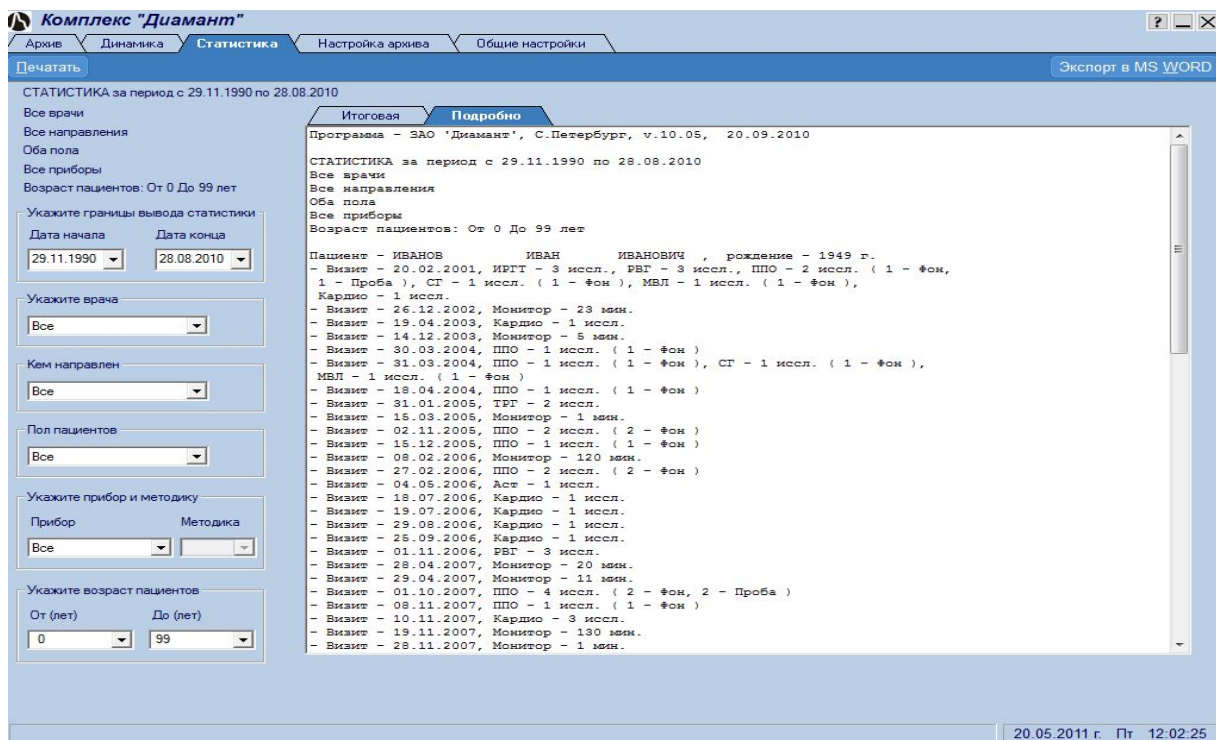 Комплекс "Диамант"
? _ X
Архив Динамика Статистика Настройка архива Общие настройки
Печатать Экспорт в MS WORD
СТАТИСТИКА за период с 29.11.1990 по 28.08.2010
Все врачи
Все направления
Оба пола
Все приборы
Возраст пациентов: От 0 До 99 лет
Укажите границы вывода статистики
Дата начала Дата конца
29.11.1990 28.08.2010
Укажите врача
Все
Кем направлен
Все
Пол пациентов
Все
Укажите прибор и методику
Прибор Методика
Все
Укажите возраст пациентов
От (лет) До (лет)
0 99
Итоговая Подробно
Программа - ЗАО 'Диамант', С.Петербург, v.10.05, 20.09.2010
СТАТИСТИКА за период с 29.11.1990 по 28.08.2010
Все врачи
Все направления
Оба пола
Все приборы
Возраст пациентов: От 0 До 99 лет
Пациент - ИВАНОВ ИВАН ИВАНОВИЧ , рождение - 1949 г.
- Визит - 20.02.2001, ИРГТ - 3 иссл., РВГ - 3 иссл., ППО - 2 иссл. ( 1 - Фон,
1 - Проба ), СГ - 1 иссл. ( 1 - Фон ), МВЛ - 1 иссл. ( 1 - Фон ),
Кардио - 1 иссл.
- Визит - 26.12.2002, Монитор - 23 мин.
- Визит - 19.04.2003, Кардио - 1 иссл.
- Визит - 14.12.2003, Монитор - 5 мин.
- Визит - 30.03.2004, ППО - 1 иссл. ( 1 - Фон )
- Визит - 31.03.2004, ППО - 1 иссл. ( 1 - Фон ), СГ - 1 иссл. ( 1 - Фон ),
МВЛ - 1 иссл. ( 1 - Фон )
- Визит - 18.04.2004, ППО - 1 иссл. ( 1 - Фон )
- Визит - 31.01.2005, ТРГ - 2 иссл.
- Визит - 15.03.2005, Монитор - 1 мин.
- Визит - 02.11.2005, ППО - 2 иссл. ( 2 - Фон )
- Визит - 15.12.2005, ППО - 1 иссл. ( 1 - Фон )
- Визит - 08.02.2006, Монитор - 120 мин.
- Визит - 27.02.2006, ППО - 2 иссл. ( 2 - Фон )
- Визит - 04.05.2006, Аст - 1 иссл.
- Визит - 18.07.2006, Кардио - 1 иссл.
- Визит - 19.07.2006, Кардио - 1 иссл.
- Визит - 29.08.2006, Кардио - 1 иссл.
- Визит - 25.09.2006, Кардио - 1 иссл.
- Визит - 01.11.2006, РВГ - 3 иссл.
- Визит - 28.04.2007, Монитор - 20 мин.
- Визит - 29.04.2007, Монитор - 11 мин.
- Визит - 01.10.2007, ППО - 4 иссл. ( 2 - Фон, 2 - Проба )
- Визит - 08.11.2007, ППО - 1 иссл. ( 1 - Фон )
- Визит - 10.11.2007, Кардио - 3 иссл.
- Визит - 19.11.2007, Монитор - 130 мин.
- Визит - 28.11.2007, Монитор - 1 мин.
20.05.2011 г. Пт 12:02:25